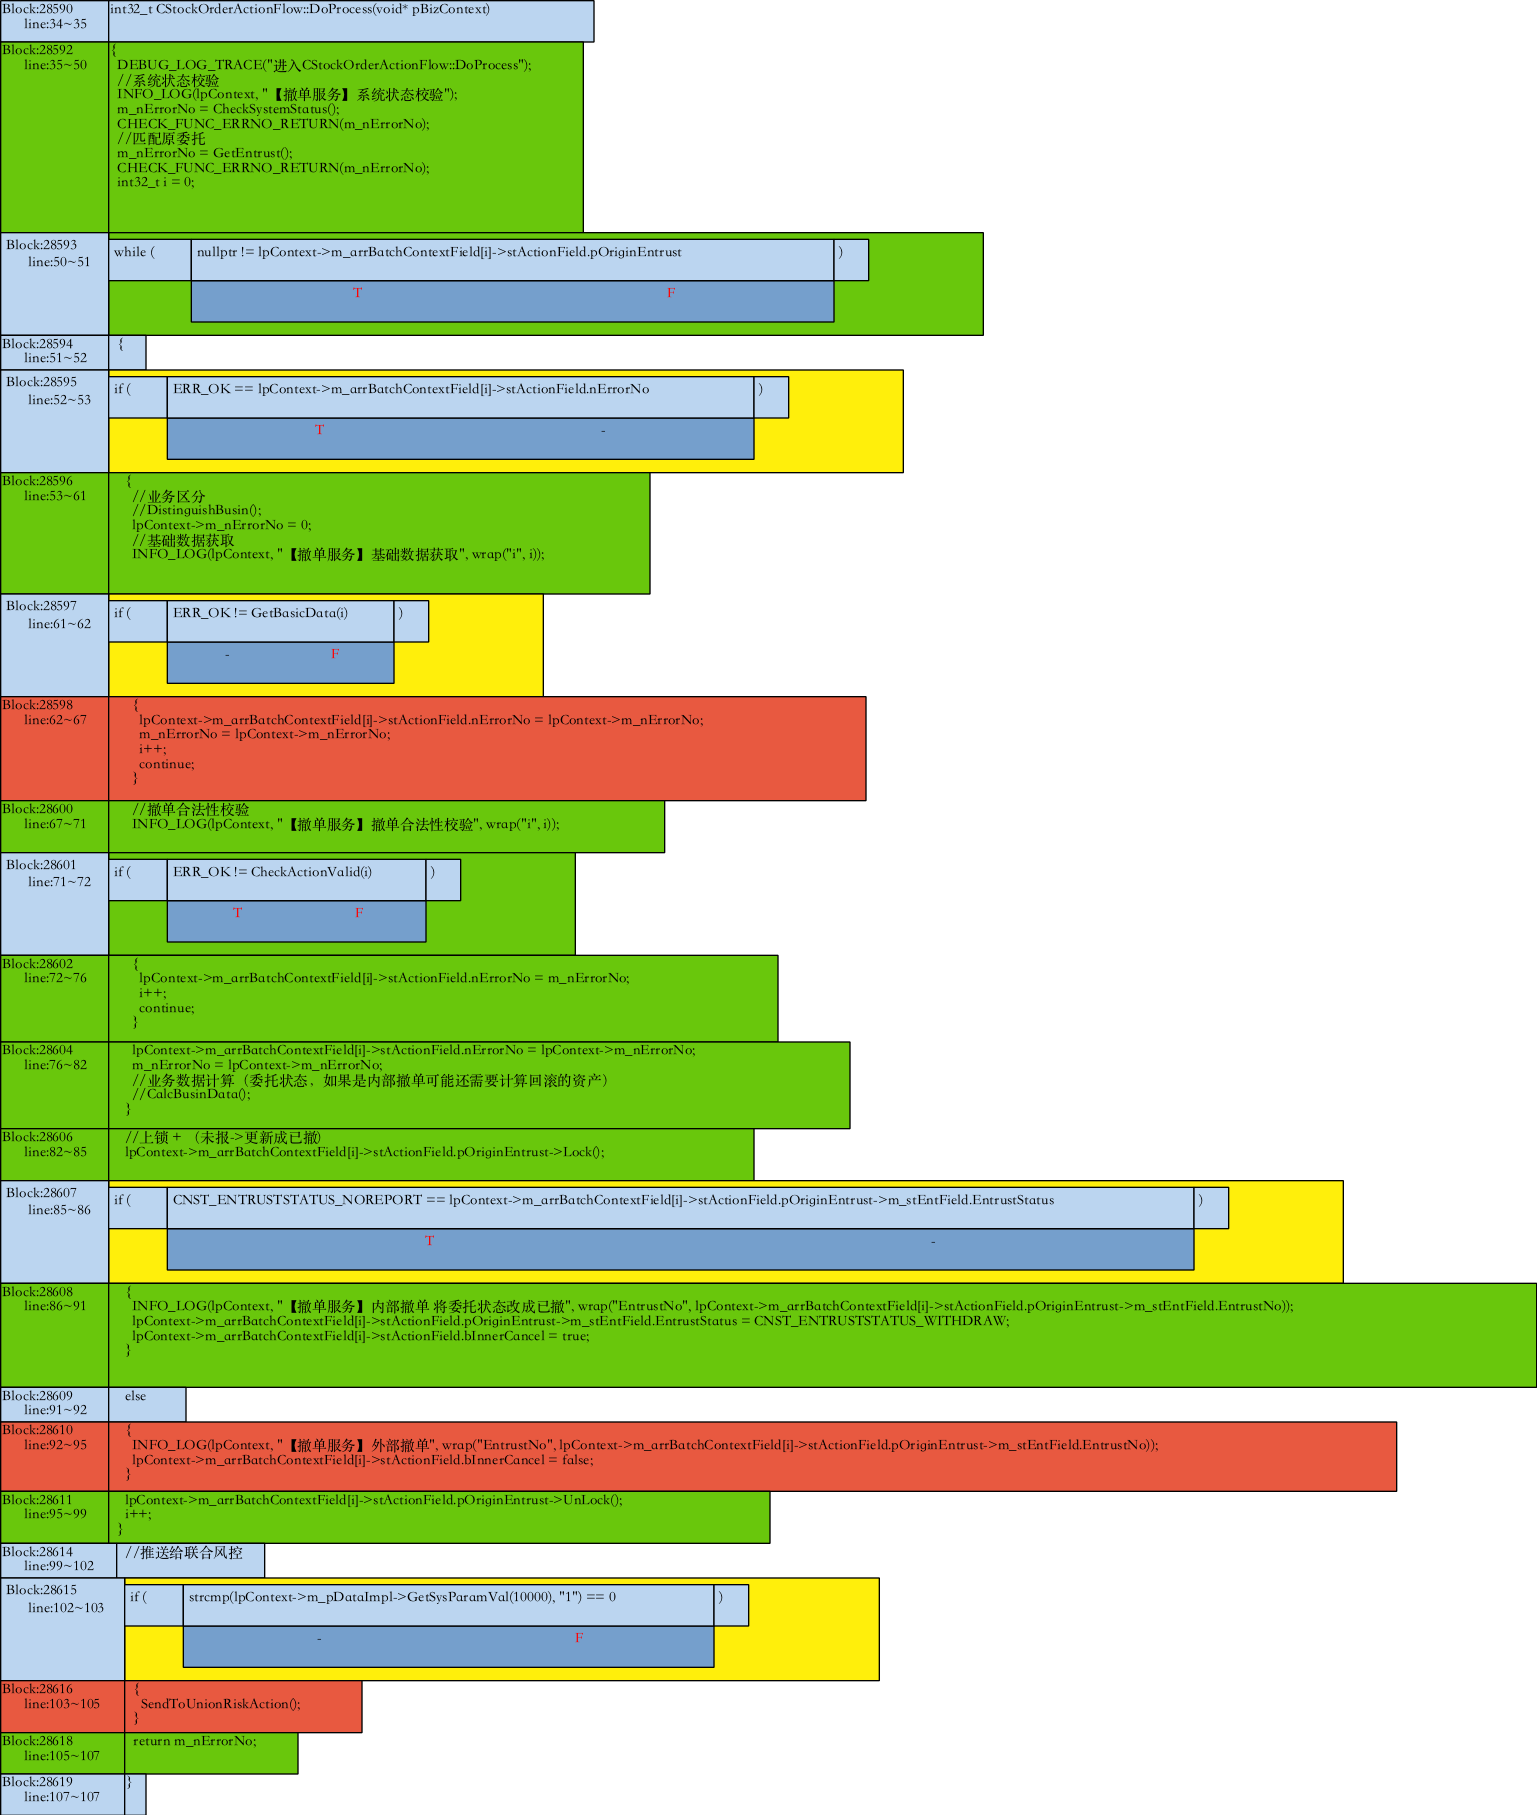 Block:28590
line:34~35
int32_t CStockOrderActionFlow::DoProcess(void* pBizContext)
Block:28592
line:35~50
{
DEBUG_LOG_TRACE("进入CStockOrderActionFlow::DoProcess");
//系统状态校验
INFO_LOG(lpContext, "【撤单服务】系统状态校验");
m_nErrorNo = CheckSystemStatus();
CHECK_FUNC_ERRNO_RETURN(m_nErrorNo);
//匹配原委托
m_nErrorNo = GetEntrust();
CHECK_FUNC_ERRNO_RETURN(m_nErrorNo);
int32_t i = 0;
Block:28593
line:50~51
while ( nullptr != lpContext->m_arrBatchContextField[i]->stActionField.pOriginEntrust )
T F
Block:28594
line:51~52
{
Block:28595
line:52~53
if ( ERR_OK == lpContext->m_arrBatchContextField[i]->stActionField.nErrorNo )
T -
Block:28596
line:53~61
{
//业务区分
//DistinguishBusin();
lpContext->m_nErrorNo = 0;
//基础数据获取
INFO_LOG(lpContext, "【撤单服务】基础数据获取", wrap("i", i));
Block:28597
line:61~62
if ( ERR_OK != GetBasicData(i) )
- F
Block:28598
line:62~67
{
lpContext->m_arrBatchContextField[i]->stActionField.nErrorNo = lpContext->m_nErrorNo;
m_nErrorNo = lpContext->m_nErrorNo;
i++;
continue;
}
Block:28600
line:67~71
//撤单合法性校验
INFO_LOG(lpContext, "【撤单服务】撤单合法性校验", wrap("i", i));
Block:28601
line:71~72
if ( ERR_OK != CheckActionValid(i) )
T F
Block:28602
line:72~76
{
lpContext->m_arrBatchContextField[i]->stActionField.nErrorNo = m_nErrorNo;
i++;
continue;
}
Block:28604
line:76~82
lpContext->m_arrBatchContextField[i]->stActionField.nErrorNo = lpContext->m_nErrorNo;
m_nErrorNo = lpContext->m_nErrorNo;
//业务数据计算（委托状态，如果是内部撤单可能还需要计算回滚的资产）
//CalcBusinData();
}
Block:28606
line:82~85
//上锁 + （未报->更新成已撤）
lpContext->m_arrBatchContextField[i]->stActionField.pOriginEntrust->Lock();
Block:28607
line:85~86
if ( CNST_ENTRUSTSTATUS_NOREPORT == lpContext->m_arrBatchContextField[i]->stActionField.pOriginEntrust->m_stEntField.EntrustStatus )
T -
Block:28608
line:86~91
{
INFO_LOG(lpContext, "【撤单服务】内部撤单 将委托状态改成已撤", wrap("EntrustNo", lpContext->m_arrBatchContextField[i]->stActionField.pOriginEntrust->m_stEntField.EntrustNo));
lpContext->m_arrBatchContextField[i]->stActionField.pOriginEntrust->m_stEntField.EntrustStatus = CNST_ENTRUSTSTATUS_WITHDRAW;
lpContext->m_arrBatchContextField[i]->stActionField.bInnerCancel = true;
}
Block:28609
line:91~92
else
Block:28610
line:92~95
{
INFO_LOG(lpContext, "【撤单服务】外部撤单", wrap("EntrustNo", lpContext->m_arrBatchContextField[i]->stActionField.pOriginEntrust->m_stEntField.EntrustNo));
lpContext->m_arrBatchContextField[i]->stActionField.bInnerCancel = false;
}
Block:28611
line:95~99
lpContext->m_arrBatchContextField[i]->stActionField.pOriginEntrust->UnLock();
i++;
}
Block:28614
line:99~102
//推送给联合风控
Block:28615
line:102~103
if ( strcmp(lpContext->m_pDataImpl->GetSysParamVal(10000), "1") == 0 )
- F
Block:28616
line:103~105
{
SendToUnionRiskAction();
}
Block:28618
line:105~107
return m_nErrorNo;
Block:28619
line:107~107
}